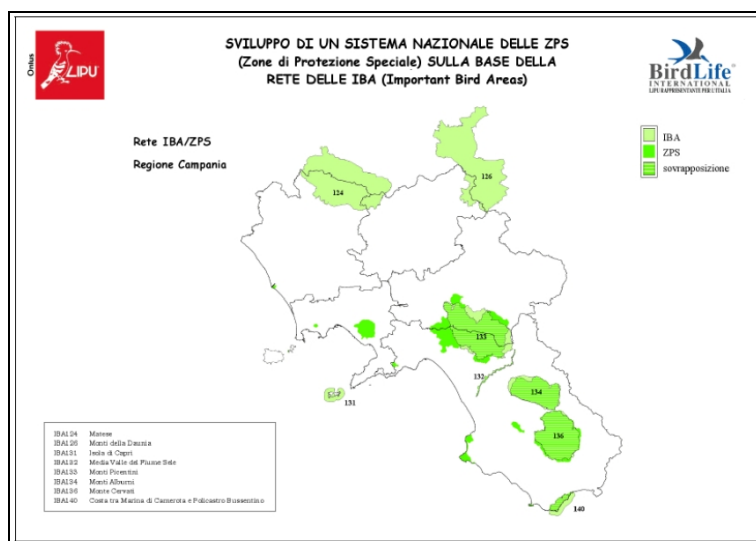 Onlus
LIPU
SVILUPPO DI UN SISTEMA NAZIONALE DELLE ZPS
(Zone di Protezione Speciale) SULLA BASE DELLA
RETE DELLE IBA (Important Bird Areas)
BirdLife
INTERNATIONAL
LIPU RAPPRESENTANTE PER L'ITALIA
Rete IBA/ZPS
Regione Campania
IBA
ZPS
sovrapposizione
124
126
133
132
131
134
136
140
IBA124 Matese
IBA126 Monti della Daunia
IBA131 Isola di Capri
IBA132 Media Valle del Fiume Sele
IBA133 Monti Picentini
IBA134 Monti Alburni
IBA136 Monte Cervati
IBA140 Costa tra Marina di Camerota e Policastro Bussentino